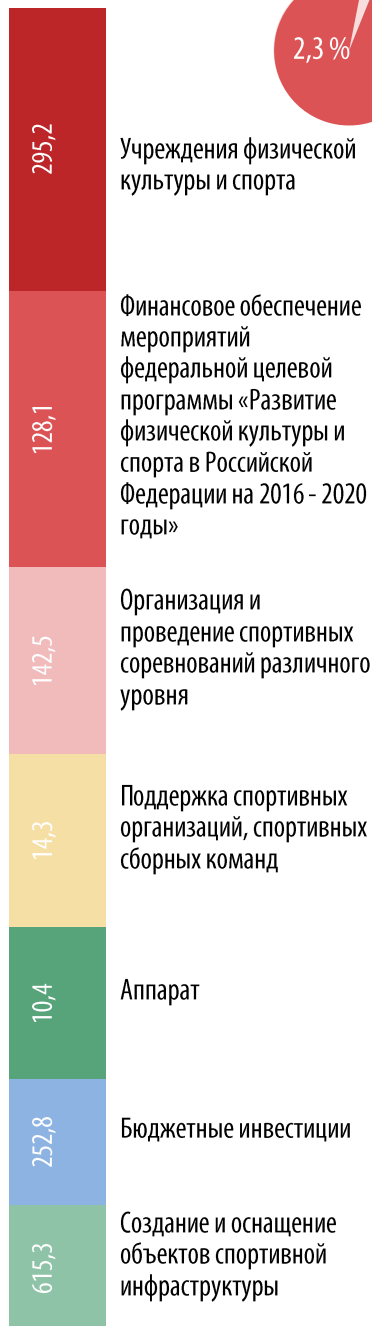 2,3 %
295,2
Учреждения физической
культуры и спорта
128,1
Финансовое обеспечение
мероприятий
федеральной целевой
программы «Развитие
физической культуры и
спорта в Российской
Федерации на 2016 - 2020
годы»
142,5
Организация и
проведение спортивных
соревнований различного
уровня
14,3
Поддержка спортивных
организаций, спортивных
сборных команд
10,4
Аппарат
252,8
Бюджетные инвестиции
615,3
Создание и оснащение
объектов спортивной
инфраструктуры